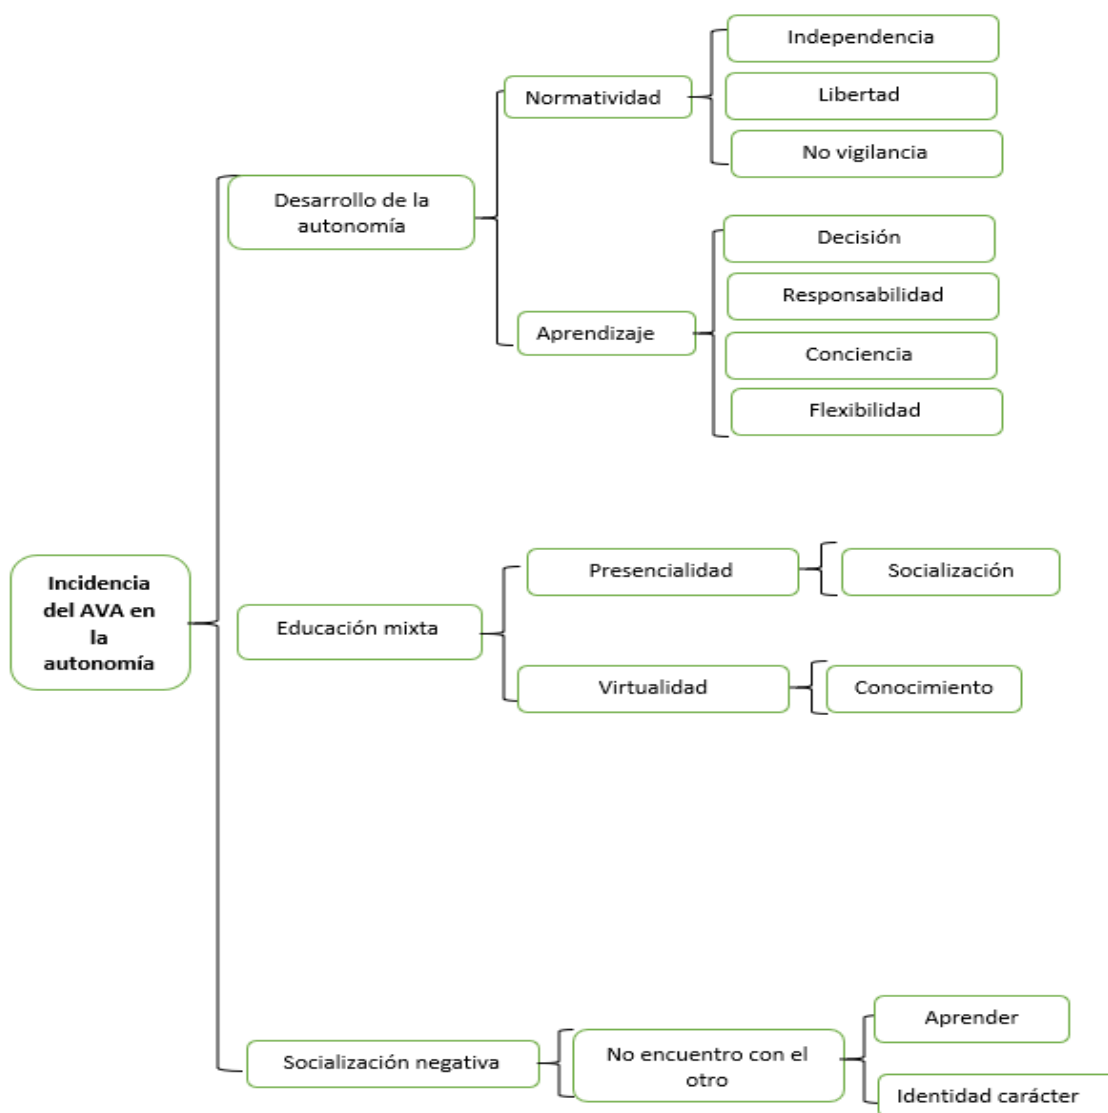 Independencia
Normatividad
Libertad
No vigilancia
Desarrollo de la
autonomía
Decisión
Responsabilidad
Aprendizaje
Conciencia
Flexibilidad
Incidencia
del AVA en
la
autonomía
Educación mixta
Presencialidad
Socialización
Virtualidad
Conocimiento
Socialización negativa
No encuentro con el
otro
Aprender
Identidad carácter